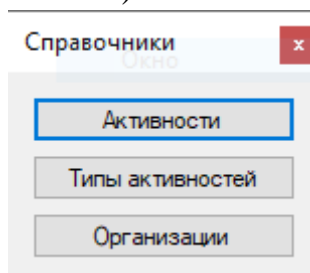 Справочники
x
Окно
Активности
Типы активностей
Организации